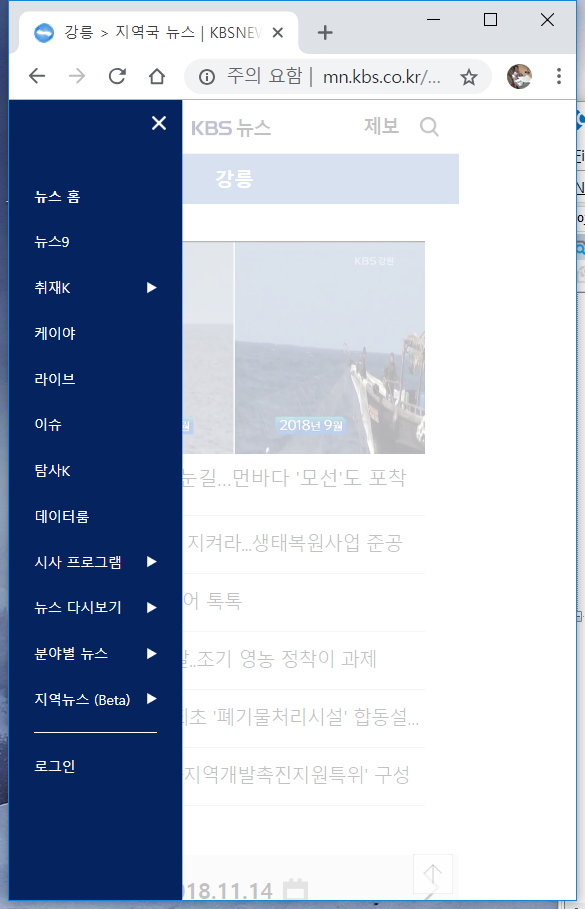 강릉 > 지역국 뉴스 | KBSNEW
주의 요함 | mn.kbs.co.kr/...
KBS 뉴스
제보
강릉
뉴스 홈
뉴스9
취재K
케이야
라이브
이슈
탐사K
데이터룸
시사 프로그램
뉴스 다시보기
분야별 뉴스
지역뉴스 (Beta)
로그인
KBS 강원
월
2018년 9월
눈길...먼바다 '모선'도 포착
지켜라...생태복원사업 준공
어 톡톡
조기 영농 정착이 과제
최초 '폐기물처리시설' 합동설...
지역개발촉진지원특위' 구성
018.11.14